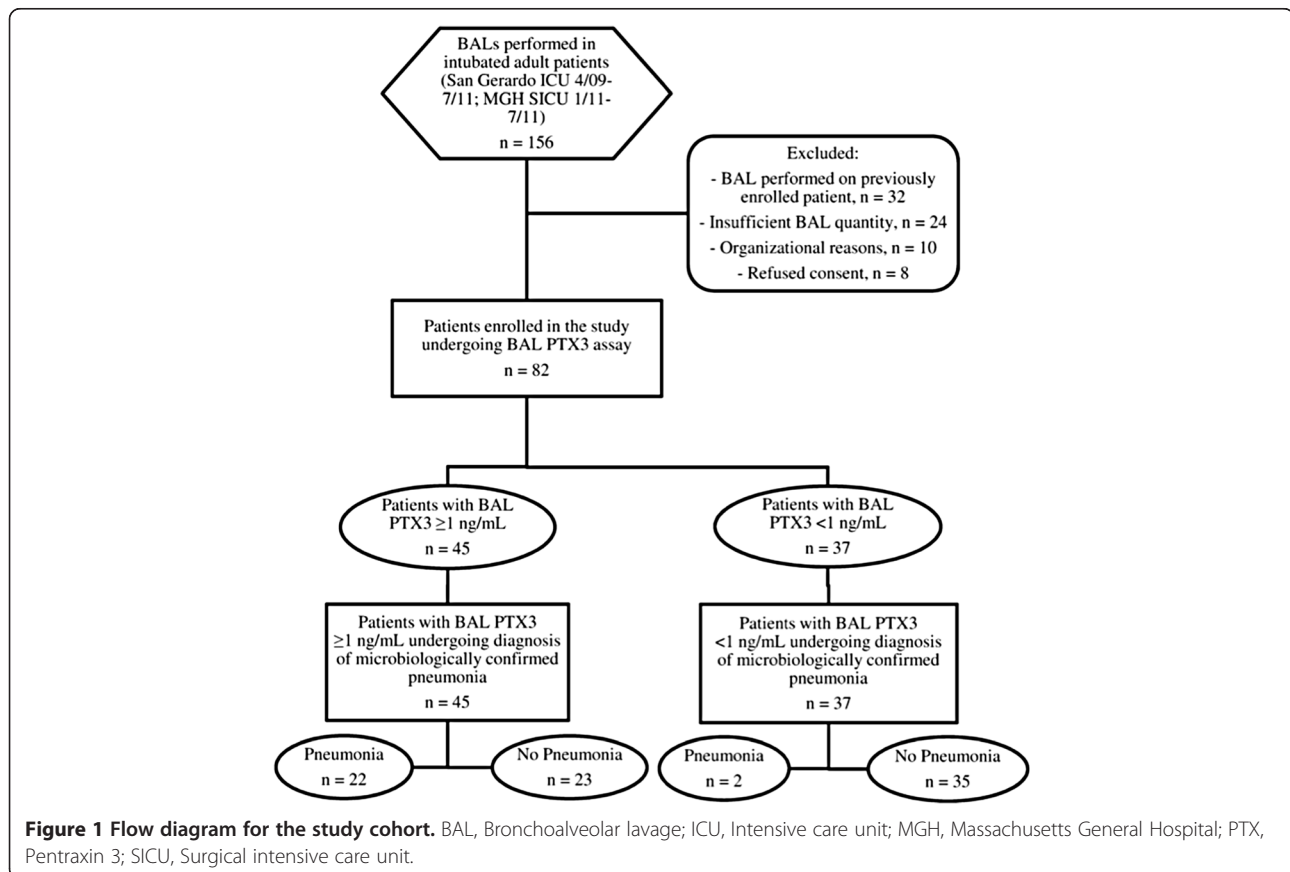 BALs performed in
intubated adult patients
(San Gerardo ICU 4/09-
7/11; MGH SICU 1/11-
7/11)
n = 156
Excluded:
- BAL performed on previously
enrolled patient, n = 32
- Insufficient BAL quantity, n = 24
- Organizational reasons, n = 10
- Refused consent, n = 8
Patients enrolled in the study
undergoing BAL PTX3 assay
n = 82
Patients with BAL
PTX3 ≥1 ng/mL
n = 45
Patients with BAL
PTX3 <1 ng/mL
n = 37
Patients with BAL PTX3
≥1 ng/mL undergoing diagnosis
of microbiologically confirmed
pneumonia
n = 45
Patients with BAL PTX3
<1 ng/mL undergoing diagnosis
of microbiologically confirmed
pneumonia
n = 37
Pneumonia
n = 22
No Pneumonia
n = 23
Pneumonia
n = 2
No Pneumonia
n = 35
Figure 1 Flow diagram for the study cohort. BAL, Bronchoalveolar lavage; ICU, Intensive care unit; MGH, Massachusetts General Hospital; PTX,
Pentraxin 3; SICU, Surgical intensive care unit.